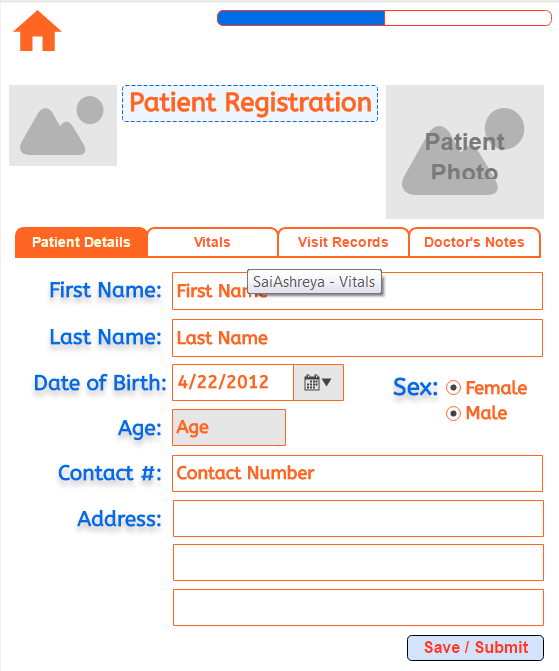 Patient Registration
Patient
Photo
Patient Details
Vitals
Visit Records
Doctor's Notes
SaiAshreya - Vitals
First Name: First Name
Last Name: Last Name
Date of Birth: 4/22/2012
Sex: Female
Male
Age: Age
Contact #: Contact Number
Address:
Save / Submit